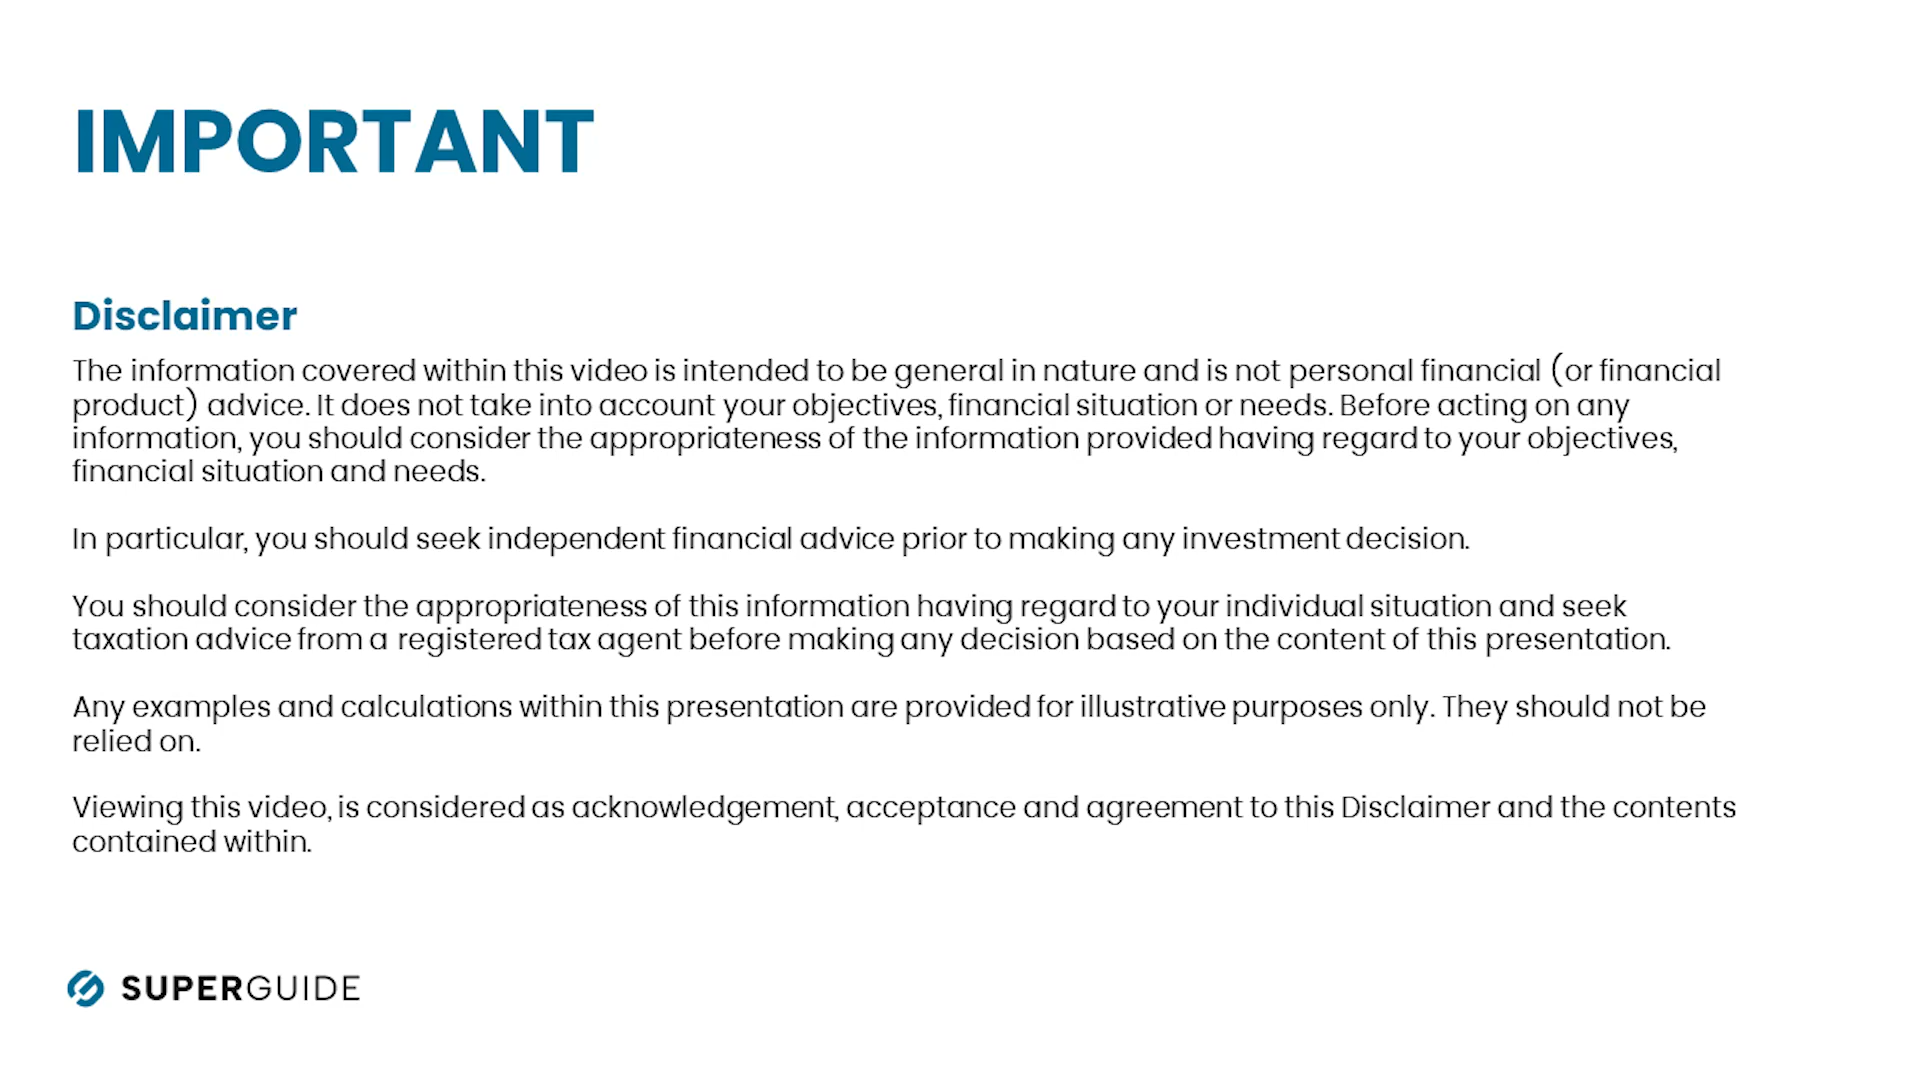 IMPORTANT
Disclaimer
The information covered within this video is intended to be general in nature and is not personal financial (or financial
product) advice. It does not take into account your objectives, financial situation or needs. Before acting on any
information, you should consider the appropriateness of the information provided having regard to your objectives,
financial situation and needs.
In particular, you should seek independent financial advice prior to making any investment decision.
You should consider the appropriateness of this information having regard to your individual situation and seek
taxation advice from a registered tax agent before making any decision based on the content of this presentation.
Any examples and calculations within this presentation are provided for illustrative purposes only. They should not be
relied on.
Viewing this video, is considered as acknowledgement, acceptance and agreement to this Disclaimer and the contents
contained within.
SUPERGUIDE